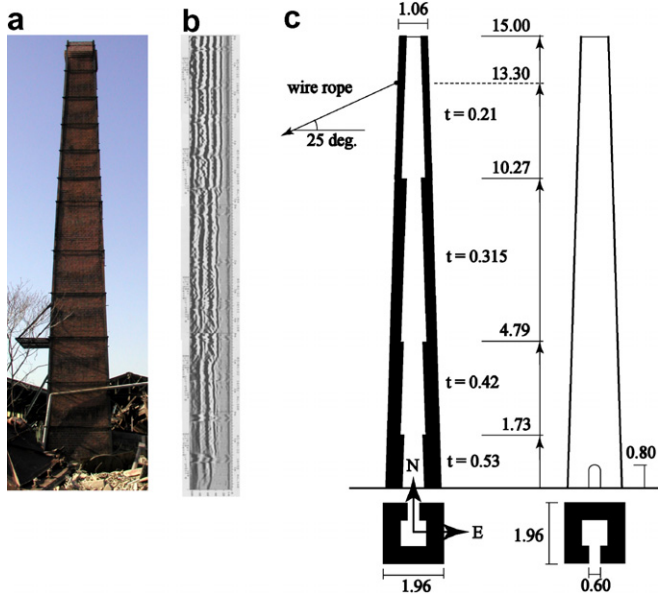 a
b
c
1.06
15.00
13.30
wire rope
25 deg.
t = 0.21
10.27
t = 0.315
4.79
t = 0.42
1.73
t = 0.53
0.80
N
E
1.96
1.96
0.60